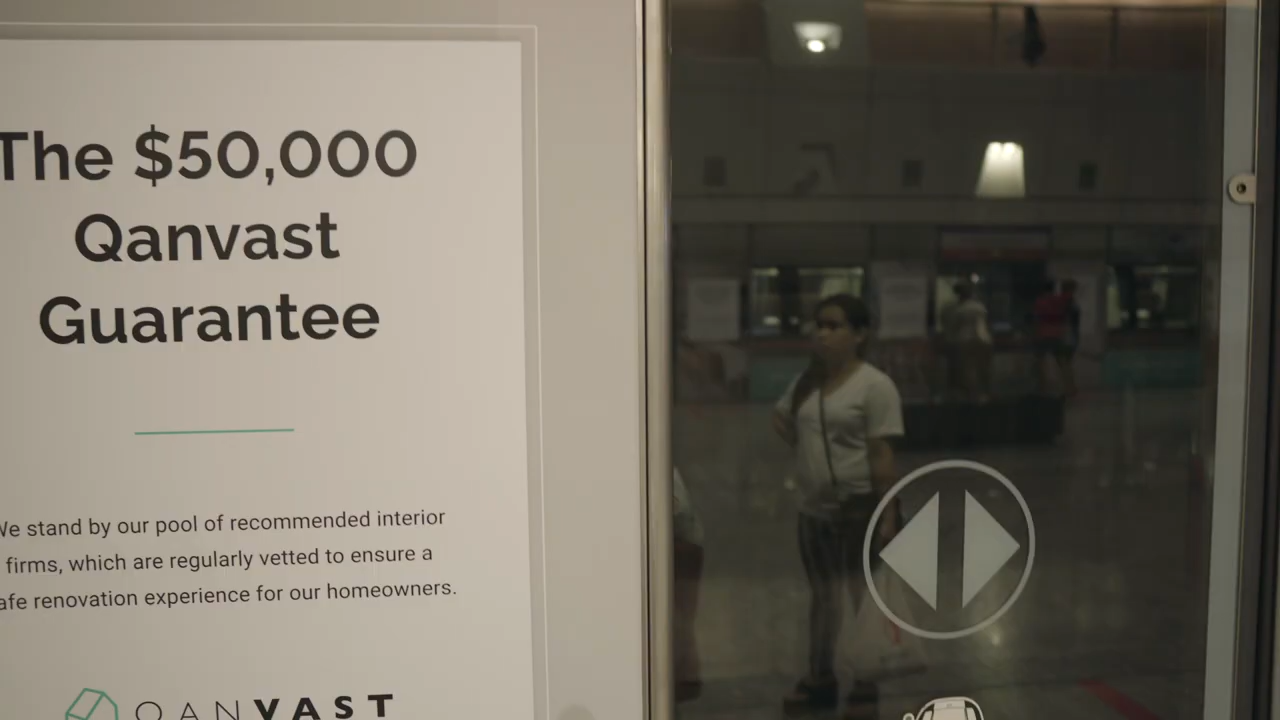 The $50,000
Qanvast
Guarantee
We stand by our pool of recommended interior
firms, which are regularly vetted to ensure a
safe renovation experience for our homeowners.
QANVAST